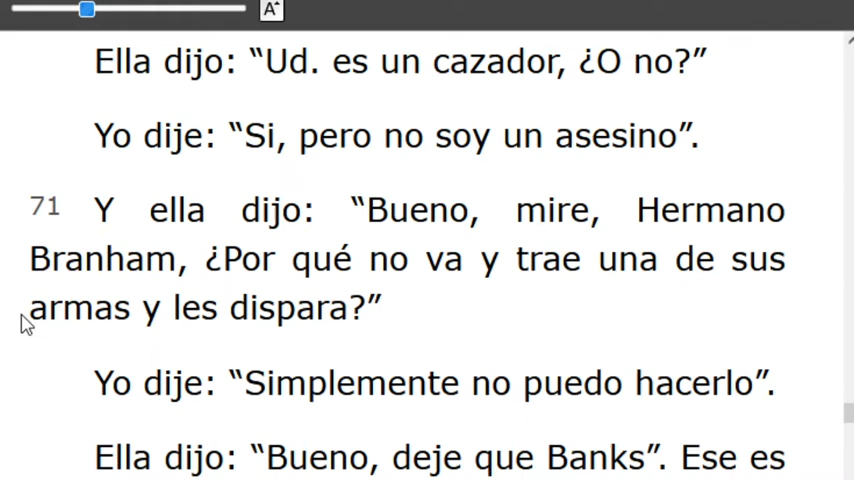 A
Ella dijo: “Ud. es un cazador, ¿O no?”
Yo dije: “Si, pero no soy un asesino”.
71 Y ella dijo: “Bueno, mire, Hermano
Branham, ¿Por qué no va y trae una de sus
armas y les dispara?”
Yo dije: “Simplemente no puedo hacerlo”.
Ella dijo: “Bueno, deje que Banks”. Ese es